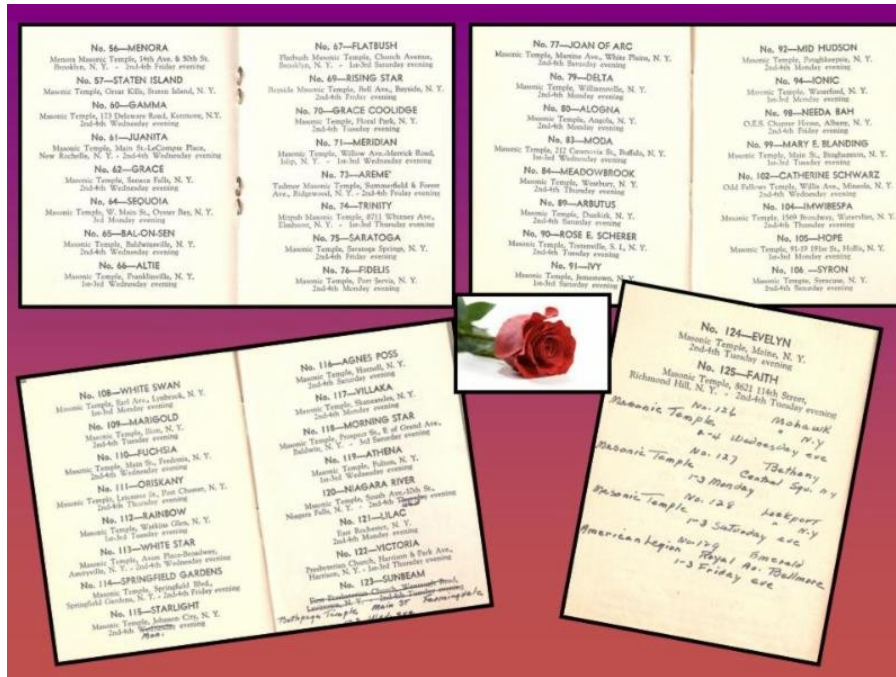 No. 56—MENORA
Menora Masonic Temple, 14th Ave. & 50th St.
Brooklyn, N. Y. - 2nd-4th Friday evening
No. 57—STATEN ISLAND
Masonic Temple, Great Kills, Staten Island, N. Y.
No. 60—GAMMA
Masonic Temple, 173 Delaware Road, Kenmore, N.Y.
2nd-4th Wednesday evening
No. 61—JUANITA
Masonic Temple, Main St.-LeCompte Place,
New Rochelle, N. Y. - 2nd-4th Wednesday evening
No. 62—GRACE
Masonic Temple, Seneca Falls, N. Y.
2nd-4th Wednesday evening
No. 64—SEQUOIA
Masonic Temple, W. Main St., Oyster Bay, N. Y.
3rd Monday evening
No. 65—BAL-ON-SEN
Masonic Temple, Baldwinsville, N. Y.
2nd-4th Wednesday evening
No. 66—ALTIE
Masonic Temple, Franklinville, N. Y.
1st-3rd Wednesday evening
No. 67—FLATBUSH
Flatbush Masonic Temple, Church Avenue,
Brooklyn, N. Y. - 1st-3rd Saturday evening
No. 69—RISING STAR
Bayside Masonic Temple, Bell Ave., Bayside, N. Y.
2nd-4th Friday evening
No. 70—GRACE COOLIDGE
Masonic Temple, Floral Park, N. Y.
2nd-4th Tuesday evening
No. 71—MERIDIAN
Masonic Temple, Willow Ave.-Merrick Road,
Islip, N. Y. - 1st-3rd Wednesday evening
No. 73—AREME'
Tadmor Masonic Temple, Summerfield & Forest
Ave., Ridgewood, N. Y. - 2nd-4th Friday evening
No. 74—TRINITY
Mizpah Masonic Temple, 8711 Whitney Ave.,
Elmhurst, N. Y. - 1st-3rd Thursday evening
No. 75—SARATOGA
Masonic Temple, Saratoga Springs, N. Y.
2nd-4th Friday evening
No. 76—FIDELIS
Masonic Temple, Port Jervis, N. Y.
2nd-4th Monday evening
No. 77—JOAN OF ARC
Masonic Temple, Martine Ave., White Plains, N. Y.
2nd-4th Saturday evening
No. 79—DELTA
Masonic Temple, Williamsville, N. Y.
2nd-4th Monday evening
No. 80—ALOGNA
Masonic Temple, Angola, N. Y.
2nd-4th Monday evening
No. 83—MODA
Masonic Temple, 212 Cazenovia St., Buffalo, N. Y.
1st-3rd Wednesday evening
No. 84—MEADOWBROOK
Masonic Temple, Westbury, N. Y.
2nd-4th Thursday evening
No. 89—ARBUTUS
Masonic Temple, Dunkirk, N. Y.
2nd-4th Saturday evening
No. 90—ROSE E. SCHERER
Masonic Temple, Tottenville, S. I., N. Y.
2nd-4th Tuesday evening
No. 91—IVY
Masonic Temple, Jamestown, N. Y.
1st-3rd Saturday evening
No. 92—MID HUDSON
Masonic Temple, Poughkeepsie, N. Y.
2nd-4th Monday evening
No. 94—IONIC
Masonic Temple, Waterford, N. Y.
1st-3rd Monday evening
No. 98—NEEDA BAH
O.E.S. Chapter House, Albany, N. Y.
2nd-4th Friday evening
No. 99—MARY E. BLANDING
Masonic Temple, Main St., Binghamton, N. Y.
1st-3rd Tuesday evening
No. 102—CATHERINE SCHWARZ
Odd Fellows Temple, Willis Ave., Mineola, N. Y.
2nd-4th Wednesday evening
No. 104—IMWIBESPA
Masonic Temple, 1569 Broadway, Watervliet, N. Y.
2nd-4th Thursday evening
No. 105—HOPE
Masonic Temple, 91-19 191st St., Hollis, N. Y.
1st-3rd Monday evening
No. 106—SYRON
Masonic Temple, Syracuse, N. Y.
2nd-4th Saturday evening
No. 108—WHITE SWAN
Masonic Temple, Earl Ave., Lynbrook, N. Y.
1st-3rd Monday evening
No. 109—MARIGOLD
Masonic Temple, Ilion, N. Y.
2nd-4th Tuesday evening
No. 110—FUCHSIA
Masonic Temple, Main St., Fredonia, N. Y.
2nd-4th Wednesday evening
No. 111—ORISKANY
Masonic Temple, Port Chester, N. Y.
2nd-4th Thursday evening
No. 112—RAINBOW
Masonic Temple, Watkins Glen, N. Y.
1st-3rd Tuesday evening
No. 113—WHITE STAR
Masonic Temple, Avon Place-Broadway,
Amityville, N. Y. - 2nd-4th Wednesday evening
No. 114—SPRINGFIELD GARDENS
Masonic Temple, Springfield Blvd.,
Springfield Gardens, N. Y. - 2nd-4th Friday evening
No. 115—STARLIGHT
Masonic Temple, Johnson City, N. Y.
2nd-4th Wednesday evening
Mon.
No. 116—AGNES POSS
Masonic Temple, Hornell, N. Y.
2nd-4th Saturday evening
No. 117—VILLAKA
Masonic Temple, Skaneateles, N. Y.
2nd-4th Monday evening
No. 118—MORNING STAR
Masonic Temple, Prospect St., E of Grand Ave.,
Baldwin, N. Y. - 3rd Saturday evening
No. 119—ATHENA
Masonic Temple, Fulton, N. Y.
1st-3rd Wednesday evening
120—NIAGARA RIVER
Masonic Temple, South Ave.-10th St.,
Niagara Falls, N. Y. - 2nd-4th Thursday evening
Wed
No. 121—LILAC
East Rochester, N. Y.
2nd-4th Monday evening
No. 122—VICTORIA
Presbyterian Church, Harrison & Park Ave.,
Harrison, N. Y. - 1st-3rd Thursday evening
No. 123—SUNBEAM
First Presbyterian Church, Road,
Levittown, N. Y. - 2nd-4th Tuesday evening
Bethpage Temple Main St Farmingdale
1-3 Wed. eve
No. 124—EVELYN
Masonic Temple, Maine, N. Y.
2nd-4th Tuesday evening
No. 125—FAITH
Masonic Temple, 8621 114th Street,
Richmond Hill, N. Y. - 2nd-4th Tuesday evening
No. 126 Mohawk
Masonic Temple " N.Y
2-4 Wednesday eve
No. 127 Bethany
Masonic Temple Central Squ. N.Y
1-3 Monday
No. 128 Lockport
Masonic Temple " N.Y
1-3 Saturday eve
No. 129 Emerald
American Legion Royal Av. Bellmore
1-3 Friday eve